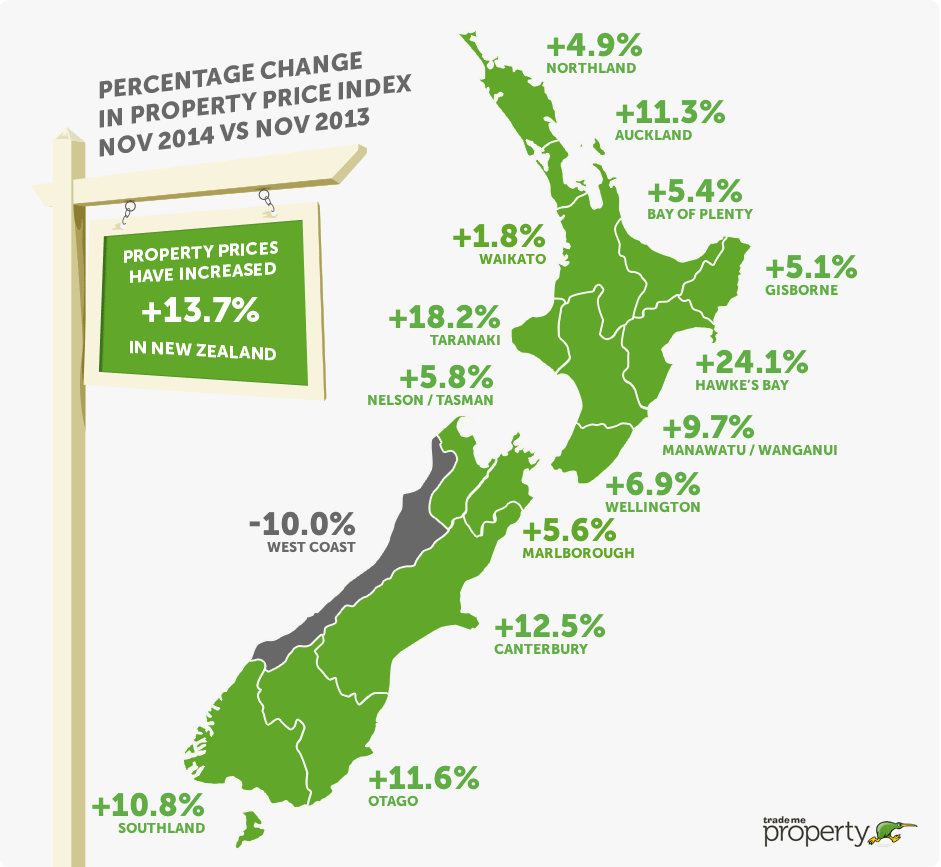 PERCENTAGE CHANGE
IN PROPERTY PRICE INDEX
NOV 2014 VS NOV 2013
PROPERTY PRICES
HAVE INCREASED
+13.7%
IN NEW ZEALAND
+4.9%
NORTHLAND
+11.3%
AUCKLAND
+5.4%
BAY OF PLENTY
+1.8%
WAIKATO
+5.1%
GISBORNE
+18.2%
TARANAKI
+24.1%
HAWKE'S BAY
+5.8%
NELSON / TASMAN
+9.7%
MANAWATU / WANGANUI
+6.9%
WELLINGTON
-10.0%
WEST COAST
+5.6%
MARLBOROUGH
+12.5%
CANTERBURY
+11.6%
OTAGO
+10.8%
SOUTHLAND
trade me
property